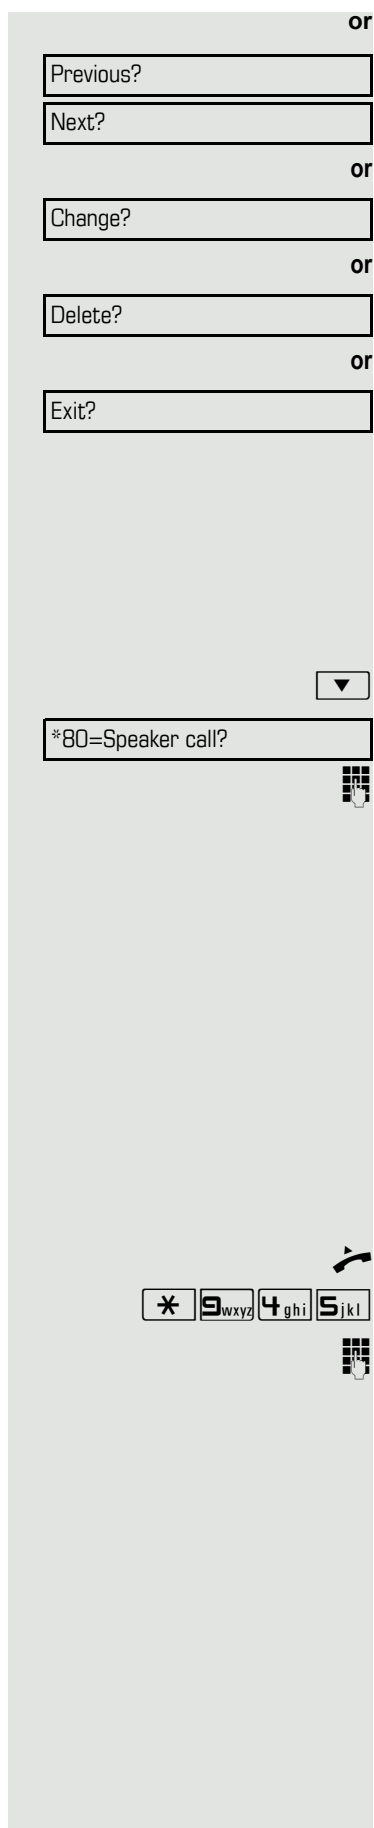 or
Previous?
Next?
or
Change?
or
Delete?
or
Exit?
*80=Speaker call?
* 9wxyz 4ghi 5jkl